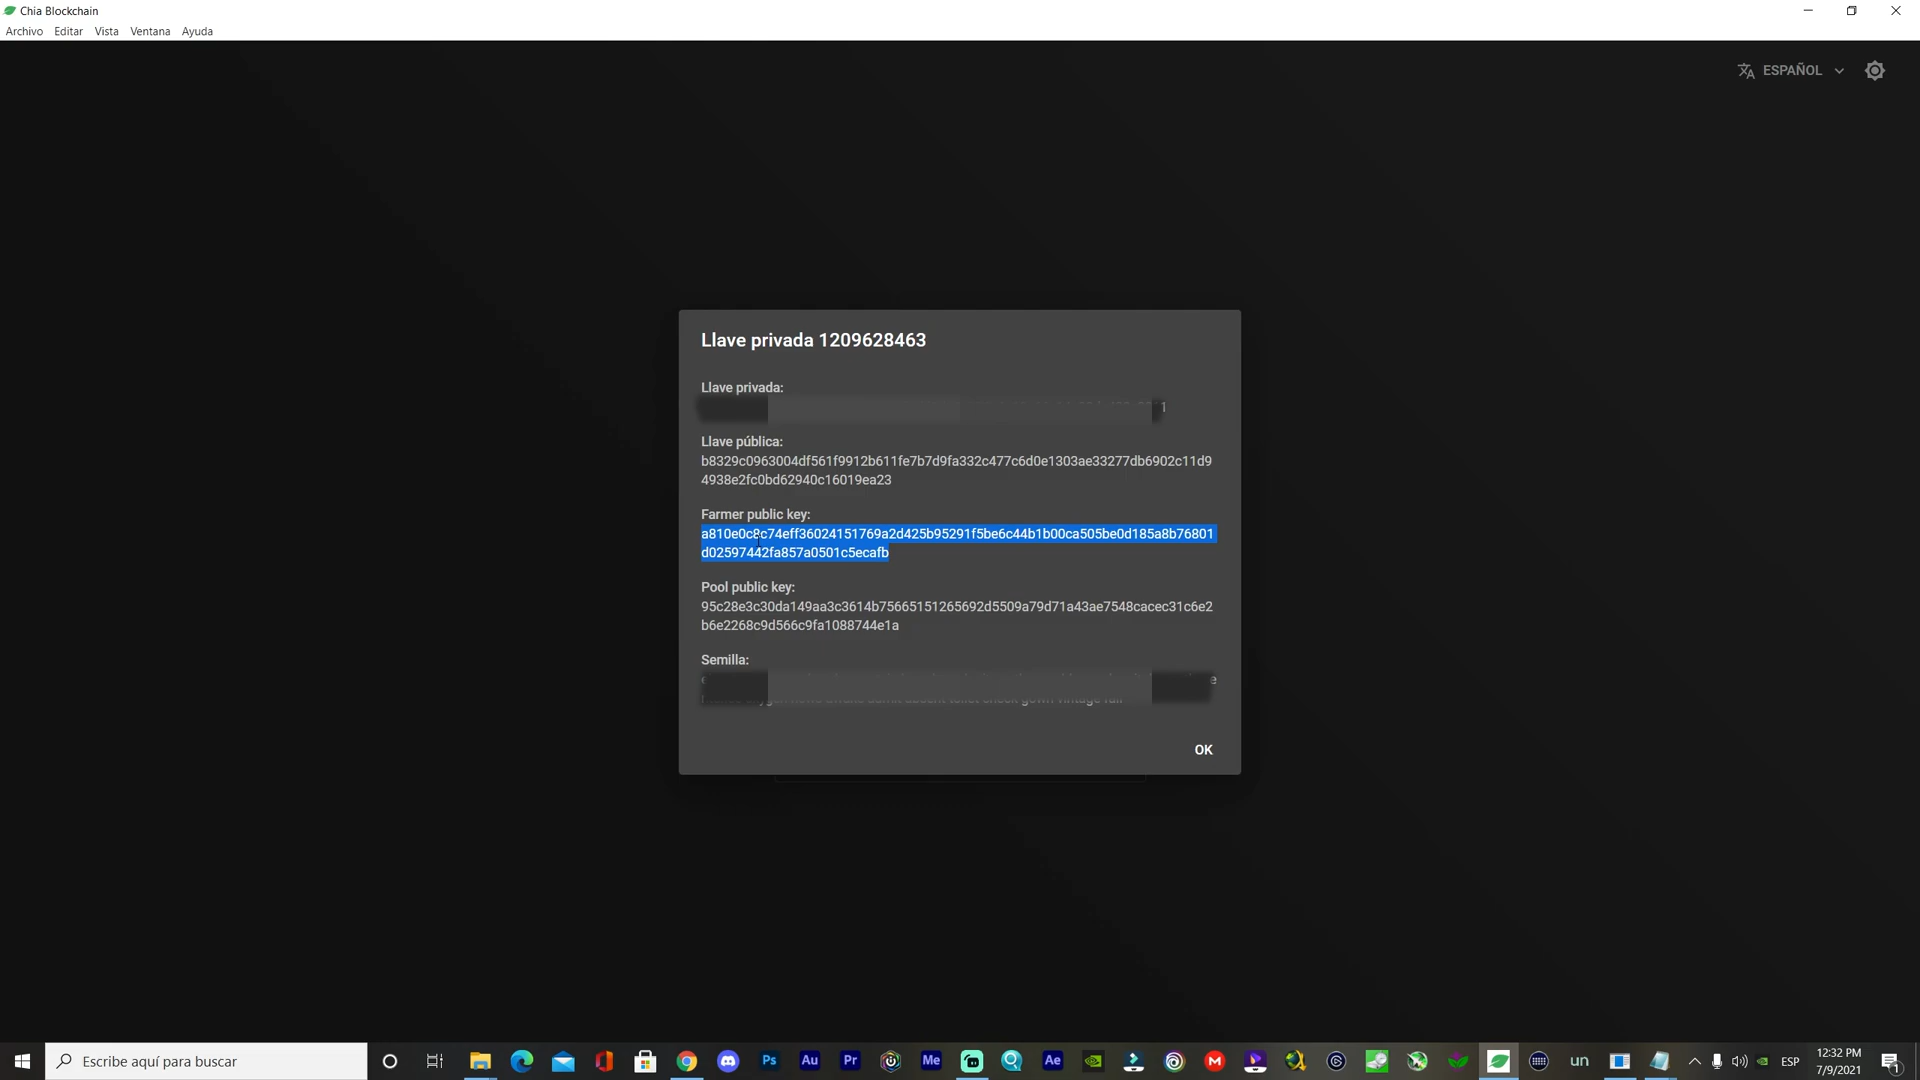 Chia Blockchain
Archivo Editar Vista Ventana Ayuda
ESPAÑOL
Llave privada 1209628463
Llave privada:
Llave pública:
b8329c0963004df561f9912b611fe7b7d9fa332c477c6d0e1303ae33277db6902c11d9
4938e2fc0bd62940c16019ea23
Farmer public key:
a810e0c8c74eff36024151769a2d425b95291f5be6c44b1b00ca505be0d185a8b76801
d02597442fa857a0501c5ecafb
Pool public key:
95c28e3c30da149aa3c3614b75665151265692d5509a79d71a43ae7548cacec31c6e2
b6e2268c9d566c9fa1088744e1a
Semilla:
OK
Escribe aquí para buscar
Ps Au Pr Me Ae un ESP
12:32 PM
7/9/2021
1